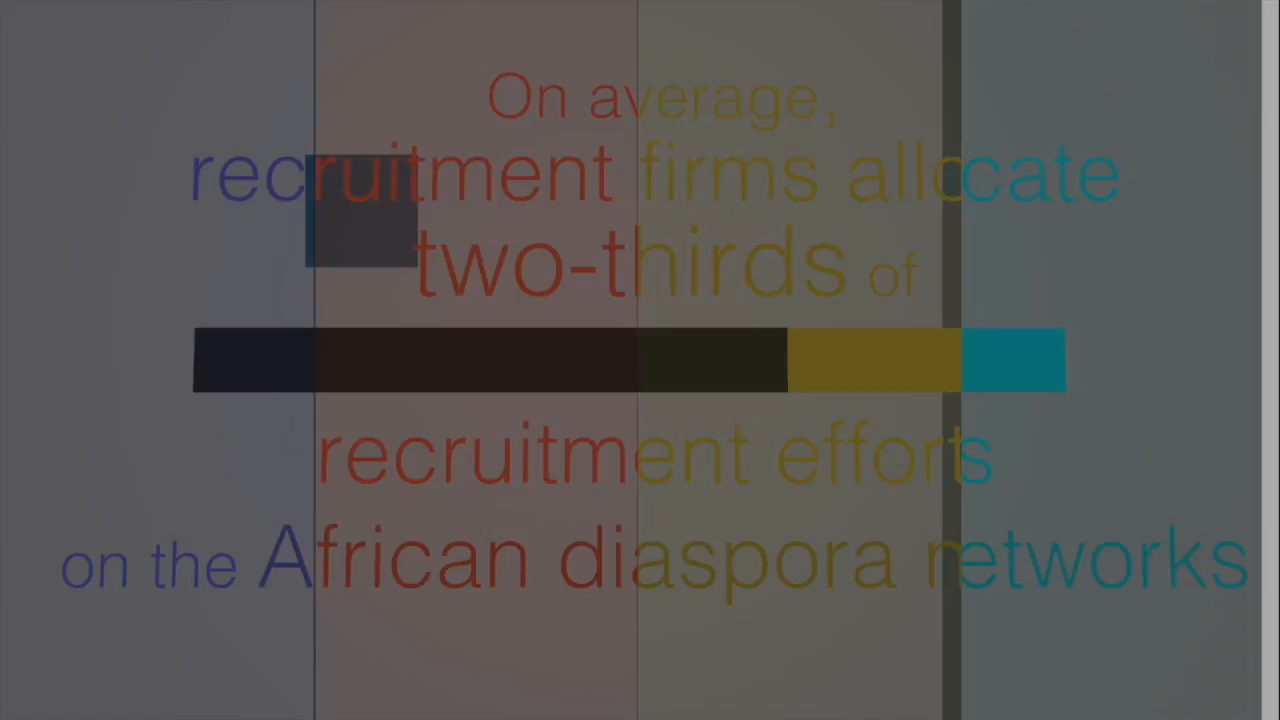 On average,
recruitment firms allocate
two-thirds of
recruitment efforts
on the African diaspora networks